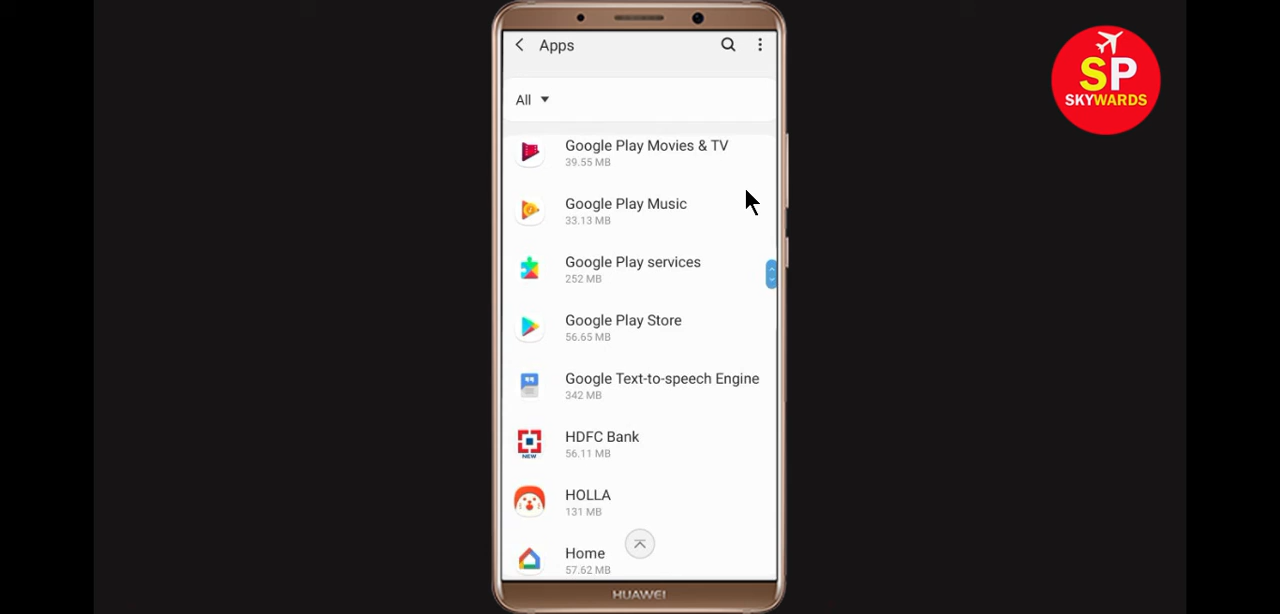 Apps
All
Google Play Movies & TV
39.55 MB
Google Play Music
33.13 MB
Google Play services
252 MB
Google Play Store
56.65 MB
Google Text-to-speech Engine
342 MB
HDFC Bank
56.11 MB
NEW
HOLLA
131 MB
Home
57.62 MB
HUAWEI
SP
SKYWARDS